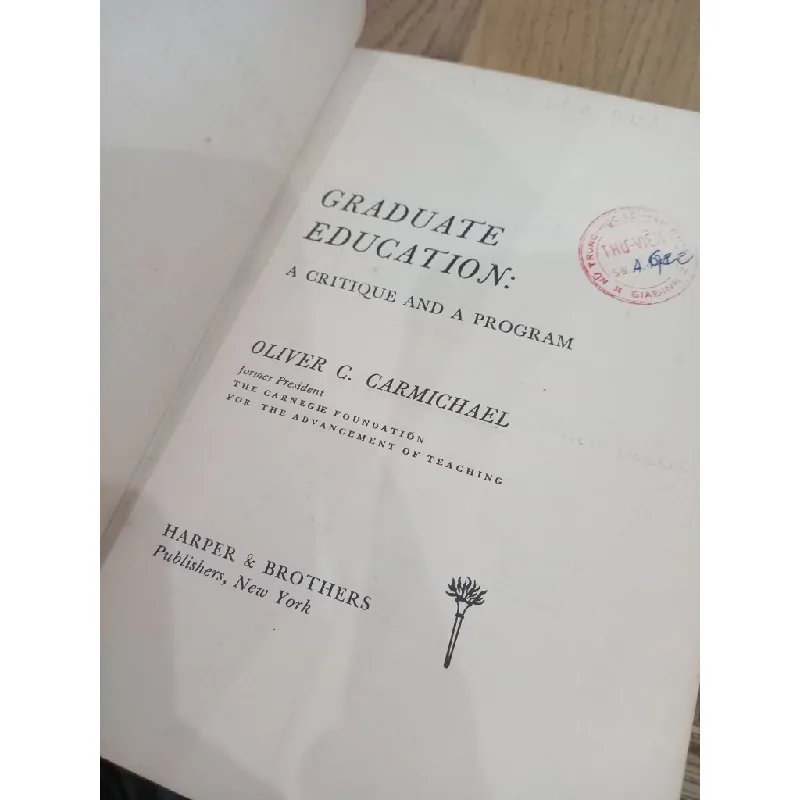 GRADUATE
EDUCATION:
A CRITIQUE AND A PROGRAM
THƯ-VIỆN
OLIVER C. CARMICHAEL
former President
THE CARNEGIE FOUNDATION
FOR THE ADVANCEMENT OF TEACHING
HARPER & BROTHERS
Publishers, New York